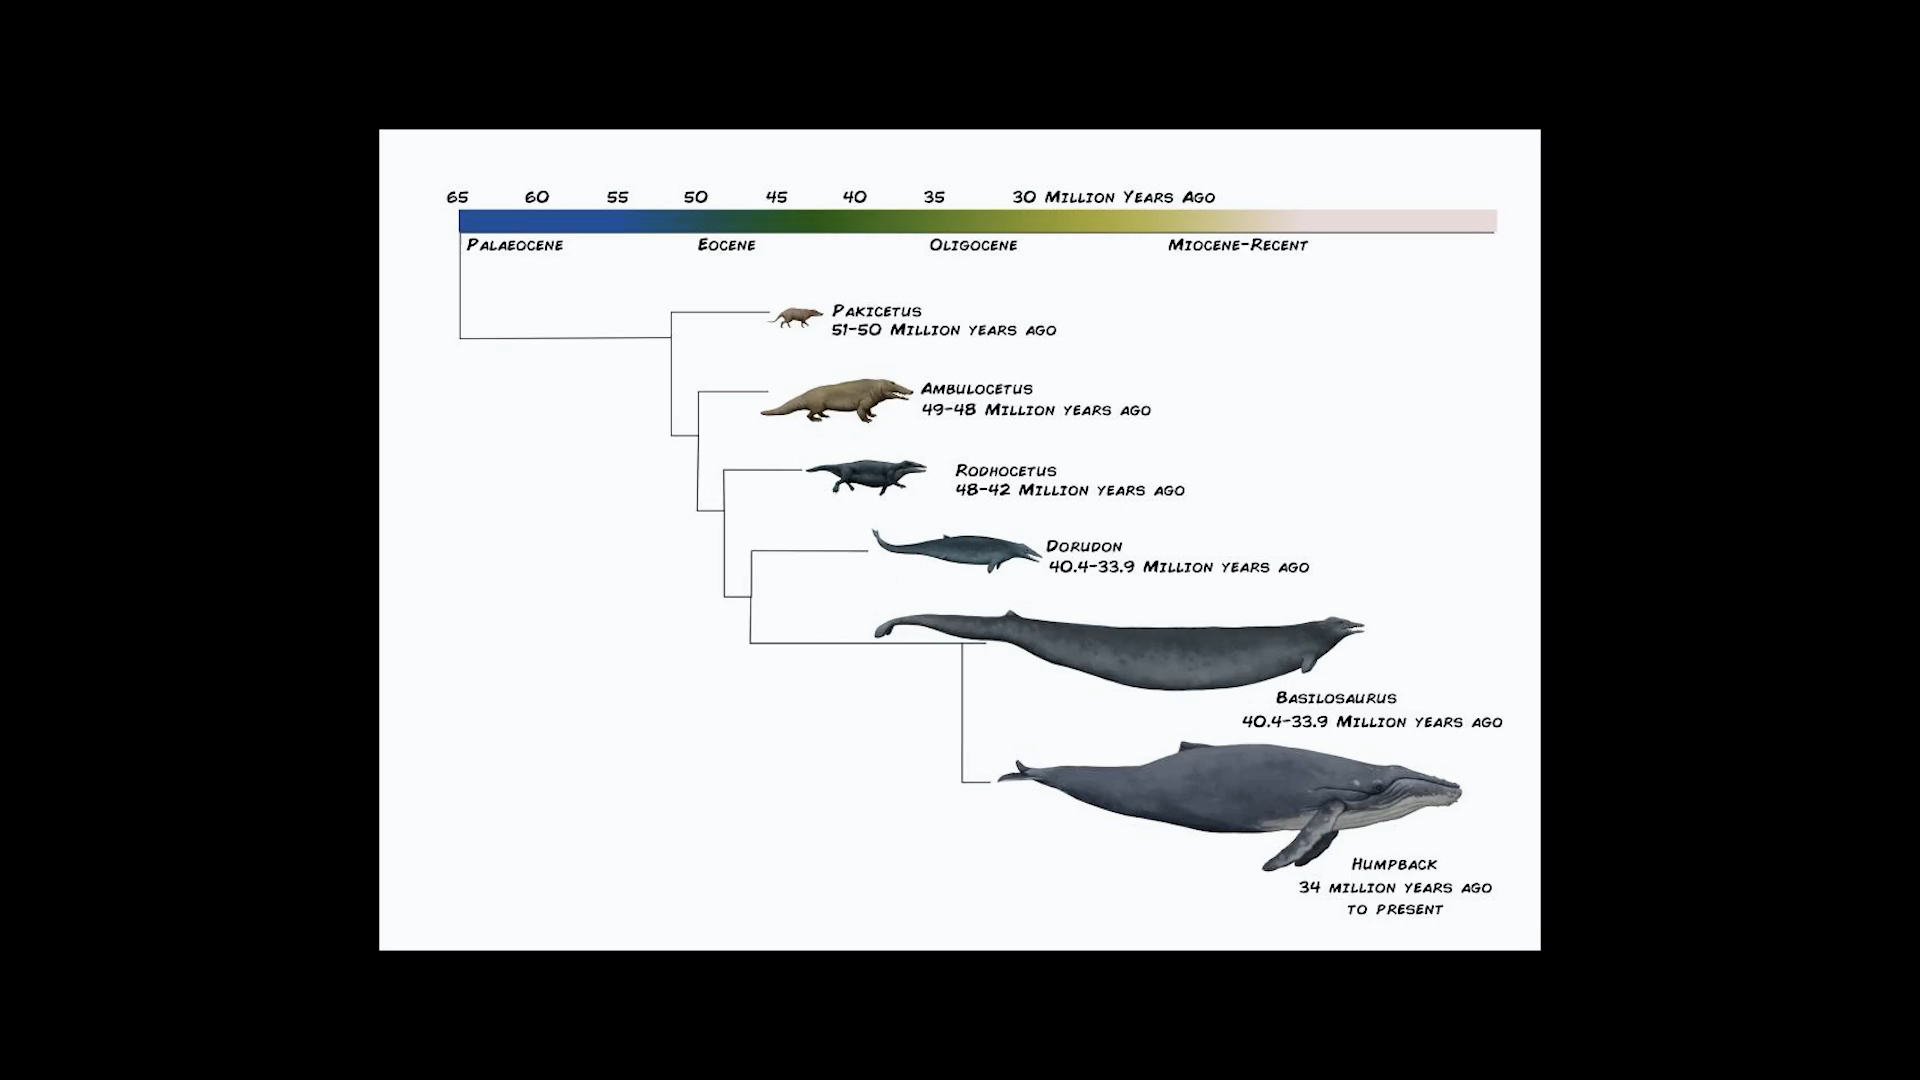 65 60 55 50 45 40 35 30 Million Years Ago
Palaeocene Eocene Oligocene Miocene-Recent
Pakicetus
51-50 Million years ago
Ambulocetus
49-48 Million years ago
Rodhocetus
48-42 Million years ago
Dorudon
40.4-33.9 Million years ago
Basilosaurus
40.4-33.9 Million years ago
Humpback
34 million years ago
to present